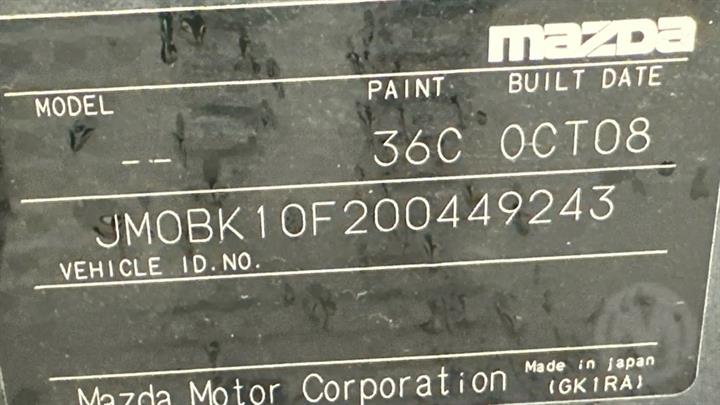 mazda
MODEL PAINT BUILT DATE
-- 36C OCT08
JM0BK10F200449243
VEHICLE ID.NO.
Mazda Motor Corporation Made in japan
(GK1RA)